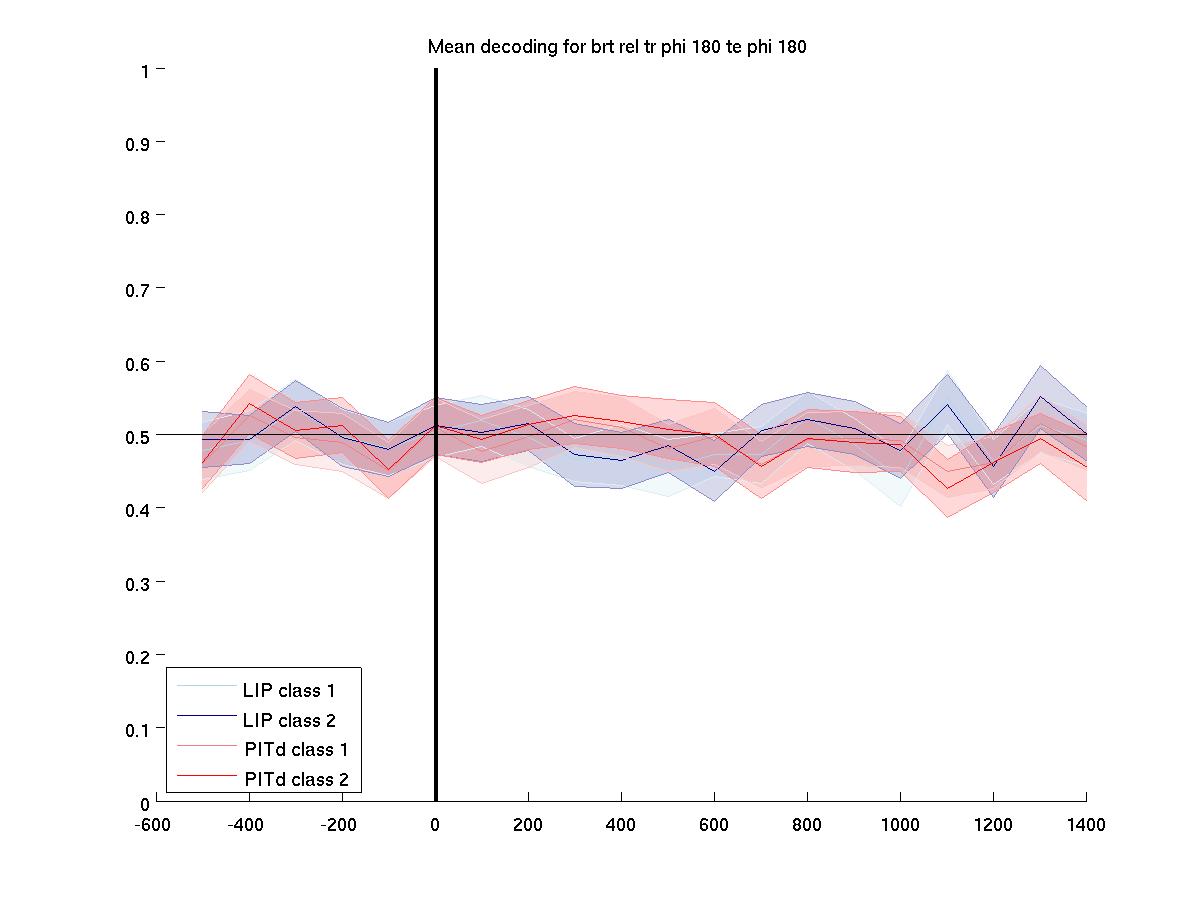 Mean decoding for brt rel tr phi 180 te phi 180
1
0.9
0.8
0.7
0.6
0.5
0.4
0.3
0.2
0.1
0
LIP class 1
LIP class 2
PITd class 1
PITd class 2
-600 -400 -200 0 200 400 600 800 1000 1200 1400